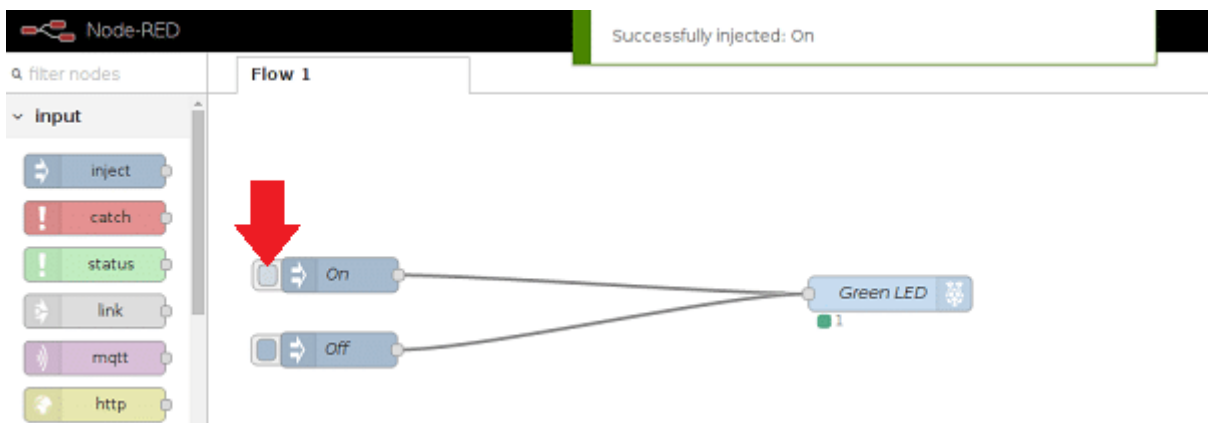 Node-RED
Successfully injected: On
filter nodes
Flow 1
input
inject
catch
status
link
mqtt
http
On
Off
Green LED
1